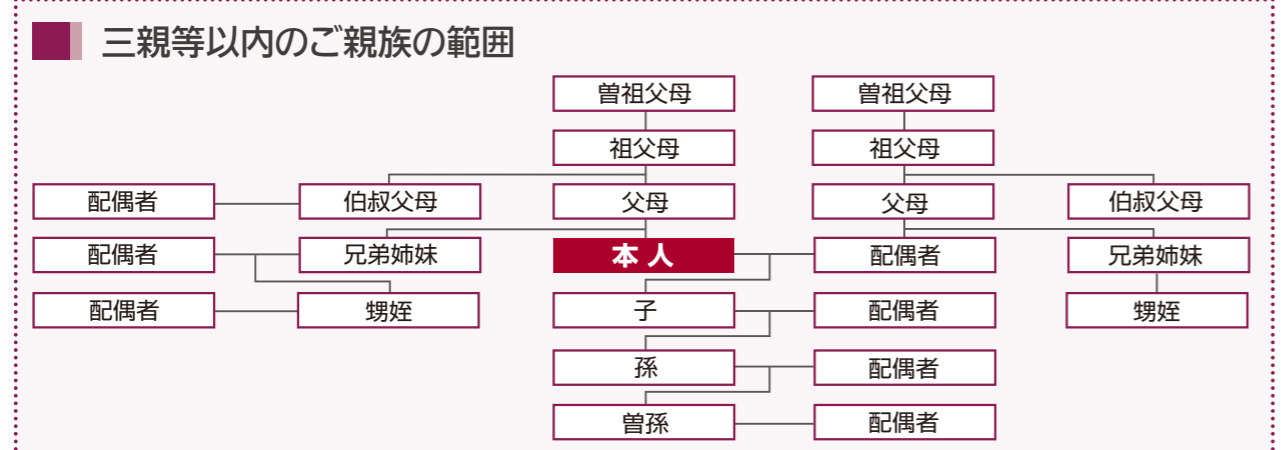 三親等以内のご親族の範囲
曽祖父母 曽祖父母
祖父母 祖父母
配偶者 伯叔父母 父母 父母 伯叔父母
配偶者 兄弟姉妹 本人 配偶者 兄弟姉妹
配偶者 甥姪 子 配偶者 甥姪
孫 配偶者
曽孫 配偶者